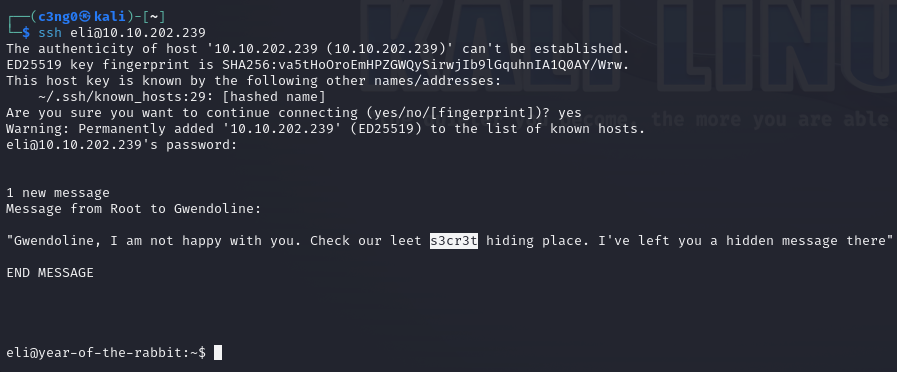 ┌──(c3ng0㉿kali)-[~]
└─$ ssh eli@10.10.202.239
The authenticity of host '10.10.202.239 (10.10.202.239)' can't be established.
ED25519 key fingerprint is SHA256:va5tHoOroEmHPZGWQySirwjIb9lGquhnIA1Q0AY/Wrw.
This host key is known by the following other names/addresses:
    ~/.ssh/known_hosts:29: [hashed name]
Are you sure you want to continue connecting (yes/no/[fingerprint])? yes
Warning: Permanently added '10.10.202.239' (ED25519) to the list of known hosts.
eli@10.10.202.239's password:
1 new message
Message from Root to Gwendoline:
"Gwendoline, I am not happy with you. Check our leet s3cr3t hiding place. I've left you a hidden message there"
END MESSAGE
eli@year-of-the-rabbit:~$
KALI LINU
become, the more you are able